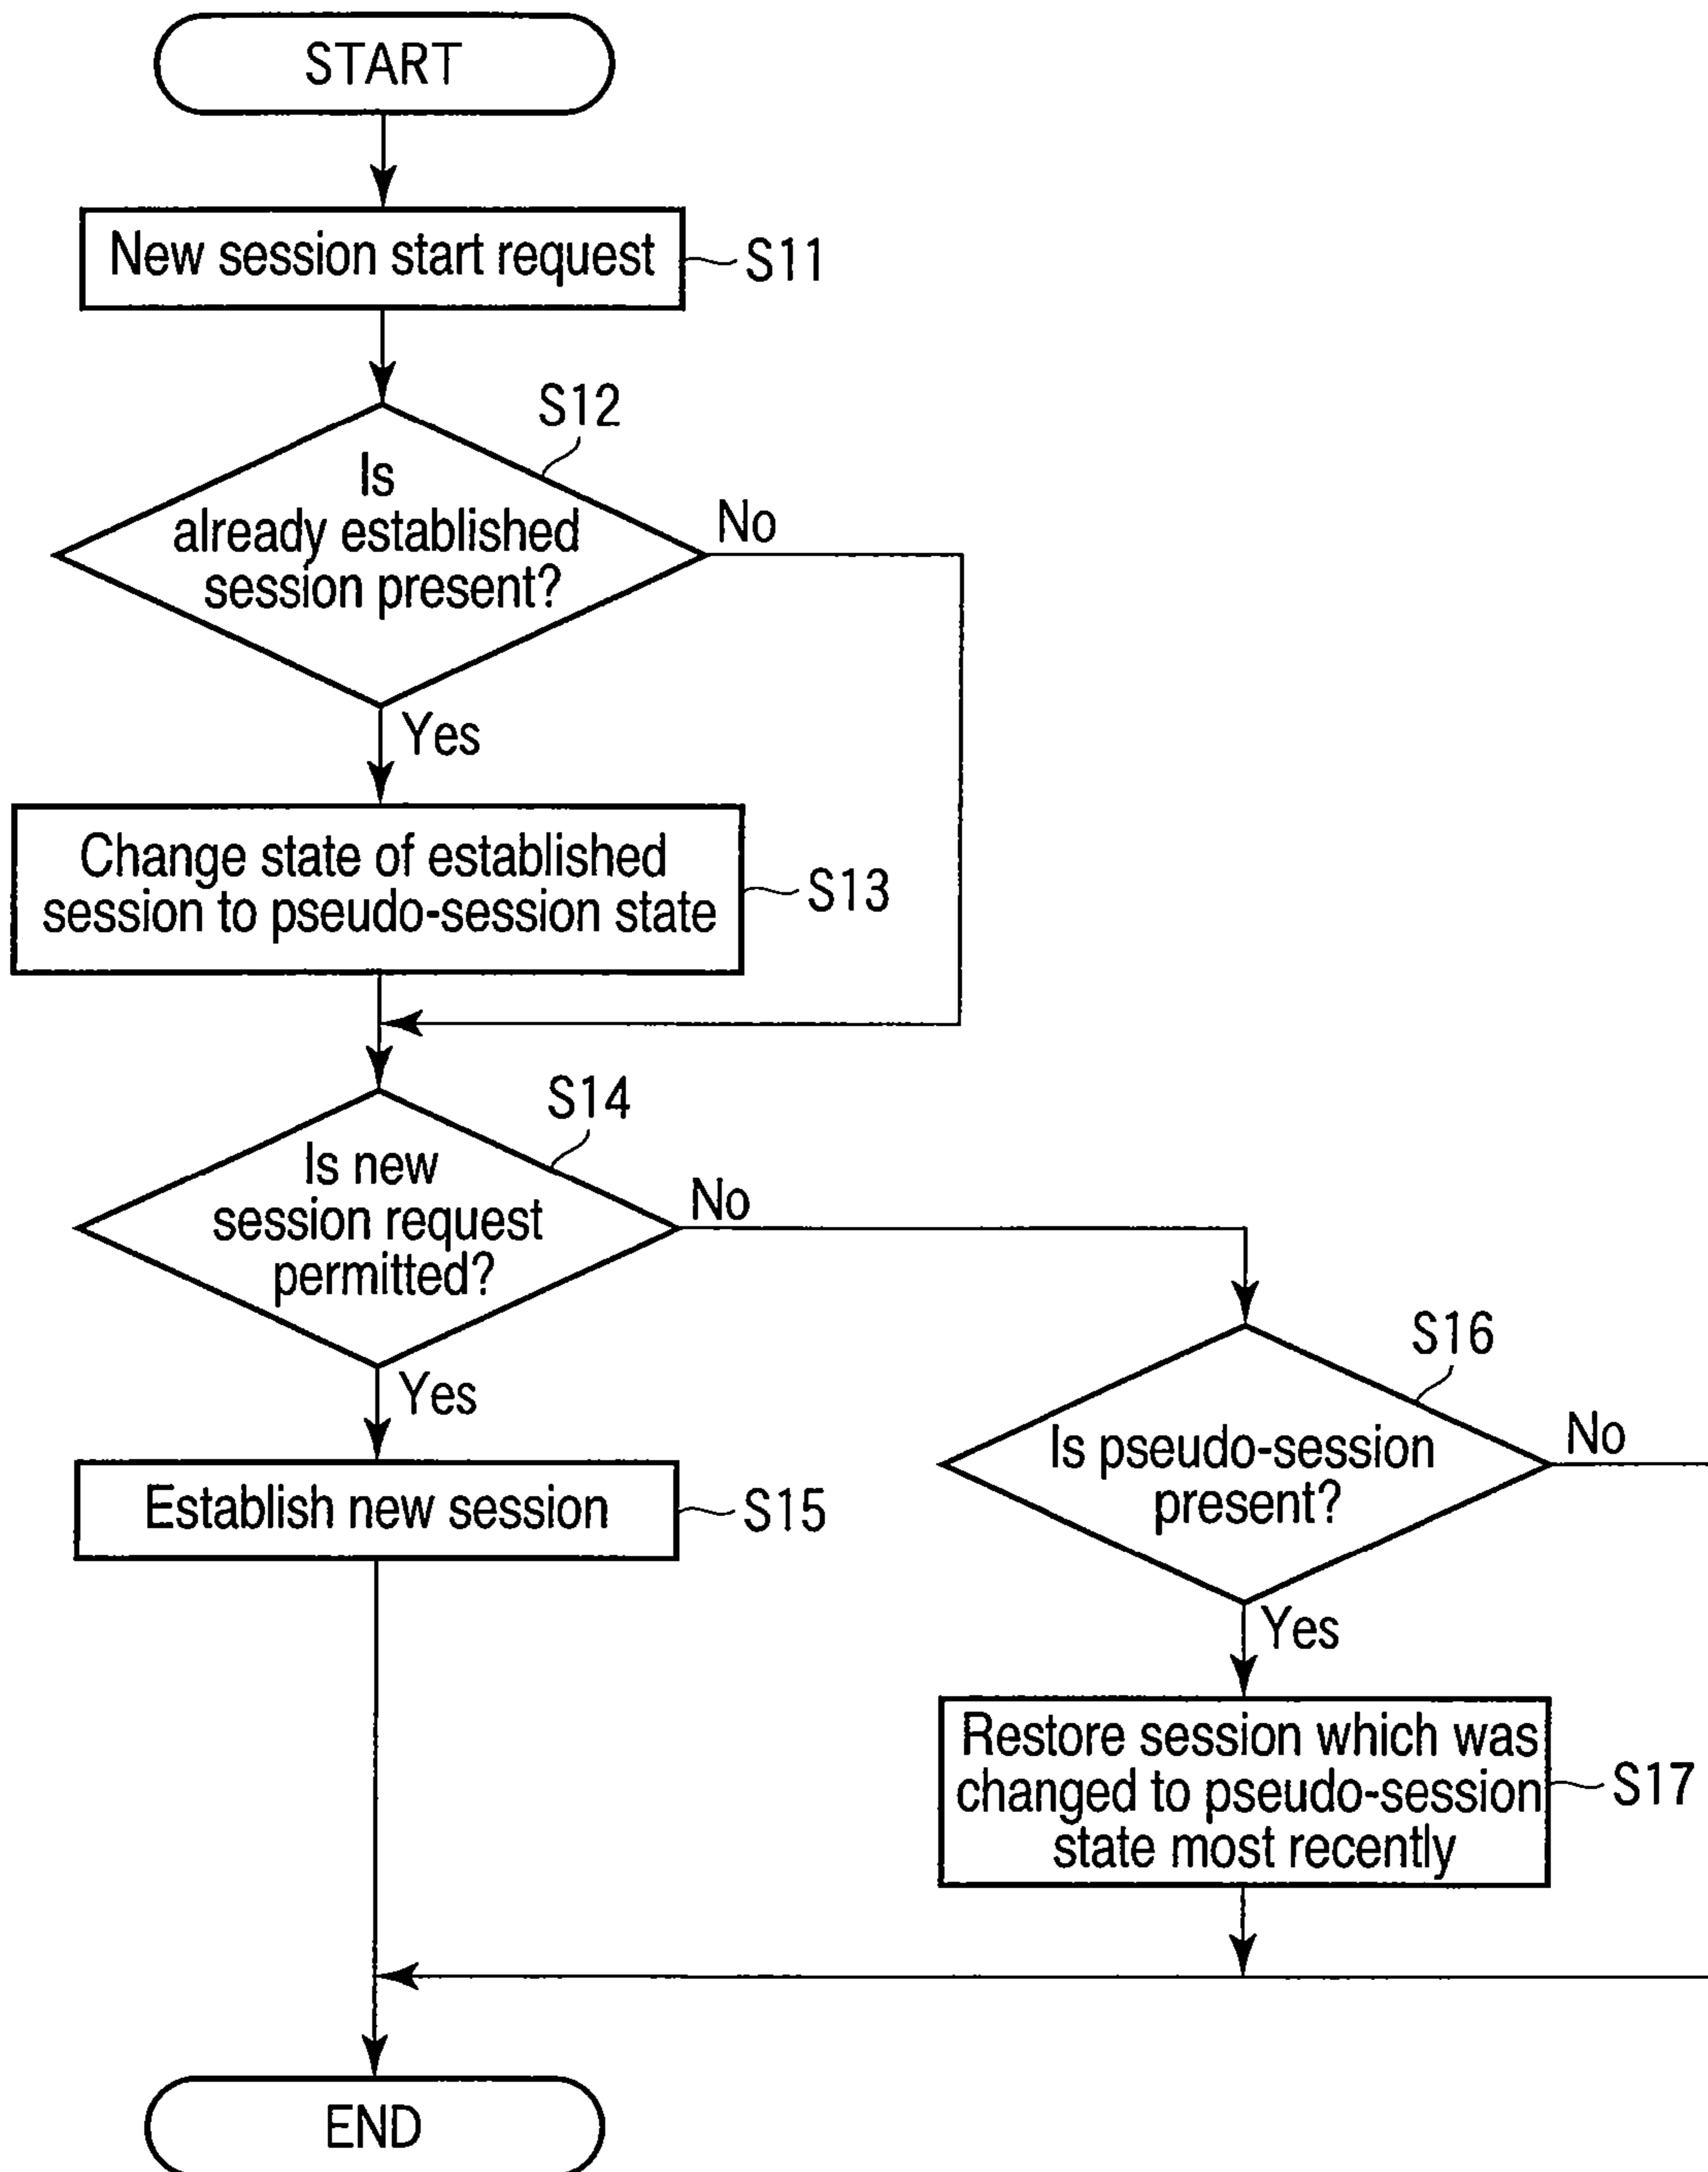 START
New session start request
S11
S12
Is
already established
session present?
No
Yes
Change state of established
session to pseudo-session state
S13
S14
Is new
session request
permitted?
No
Yes
S16
Is pseudo-session
present?
No
Establish new session
S15
Yes
Restore session which was
changed to pseudo-session
state most recently
S17
END